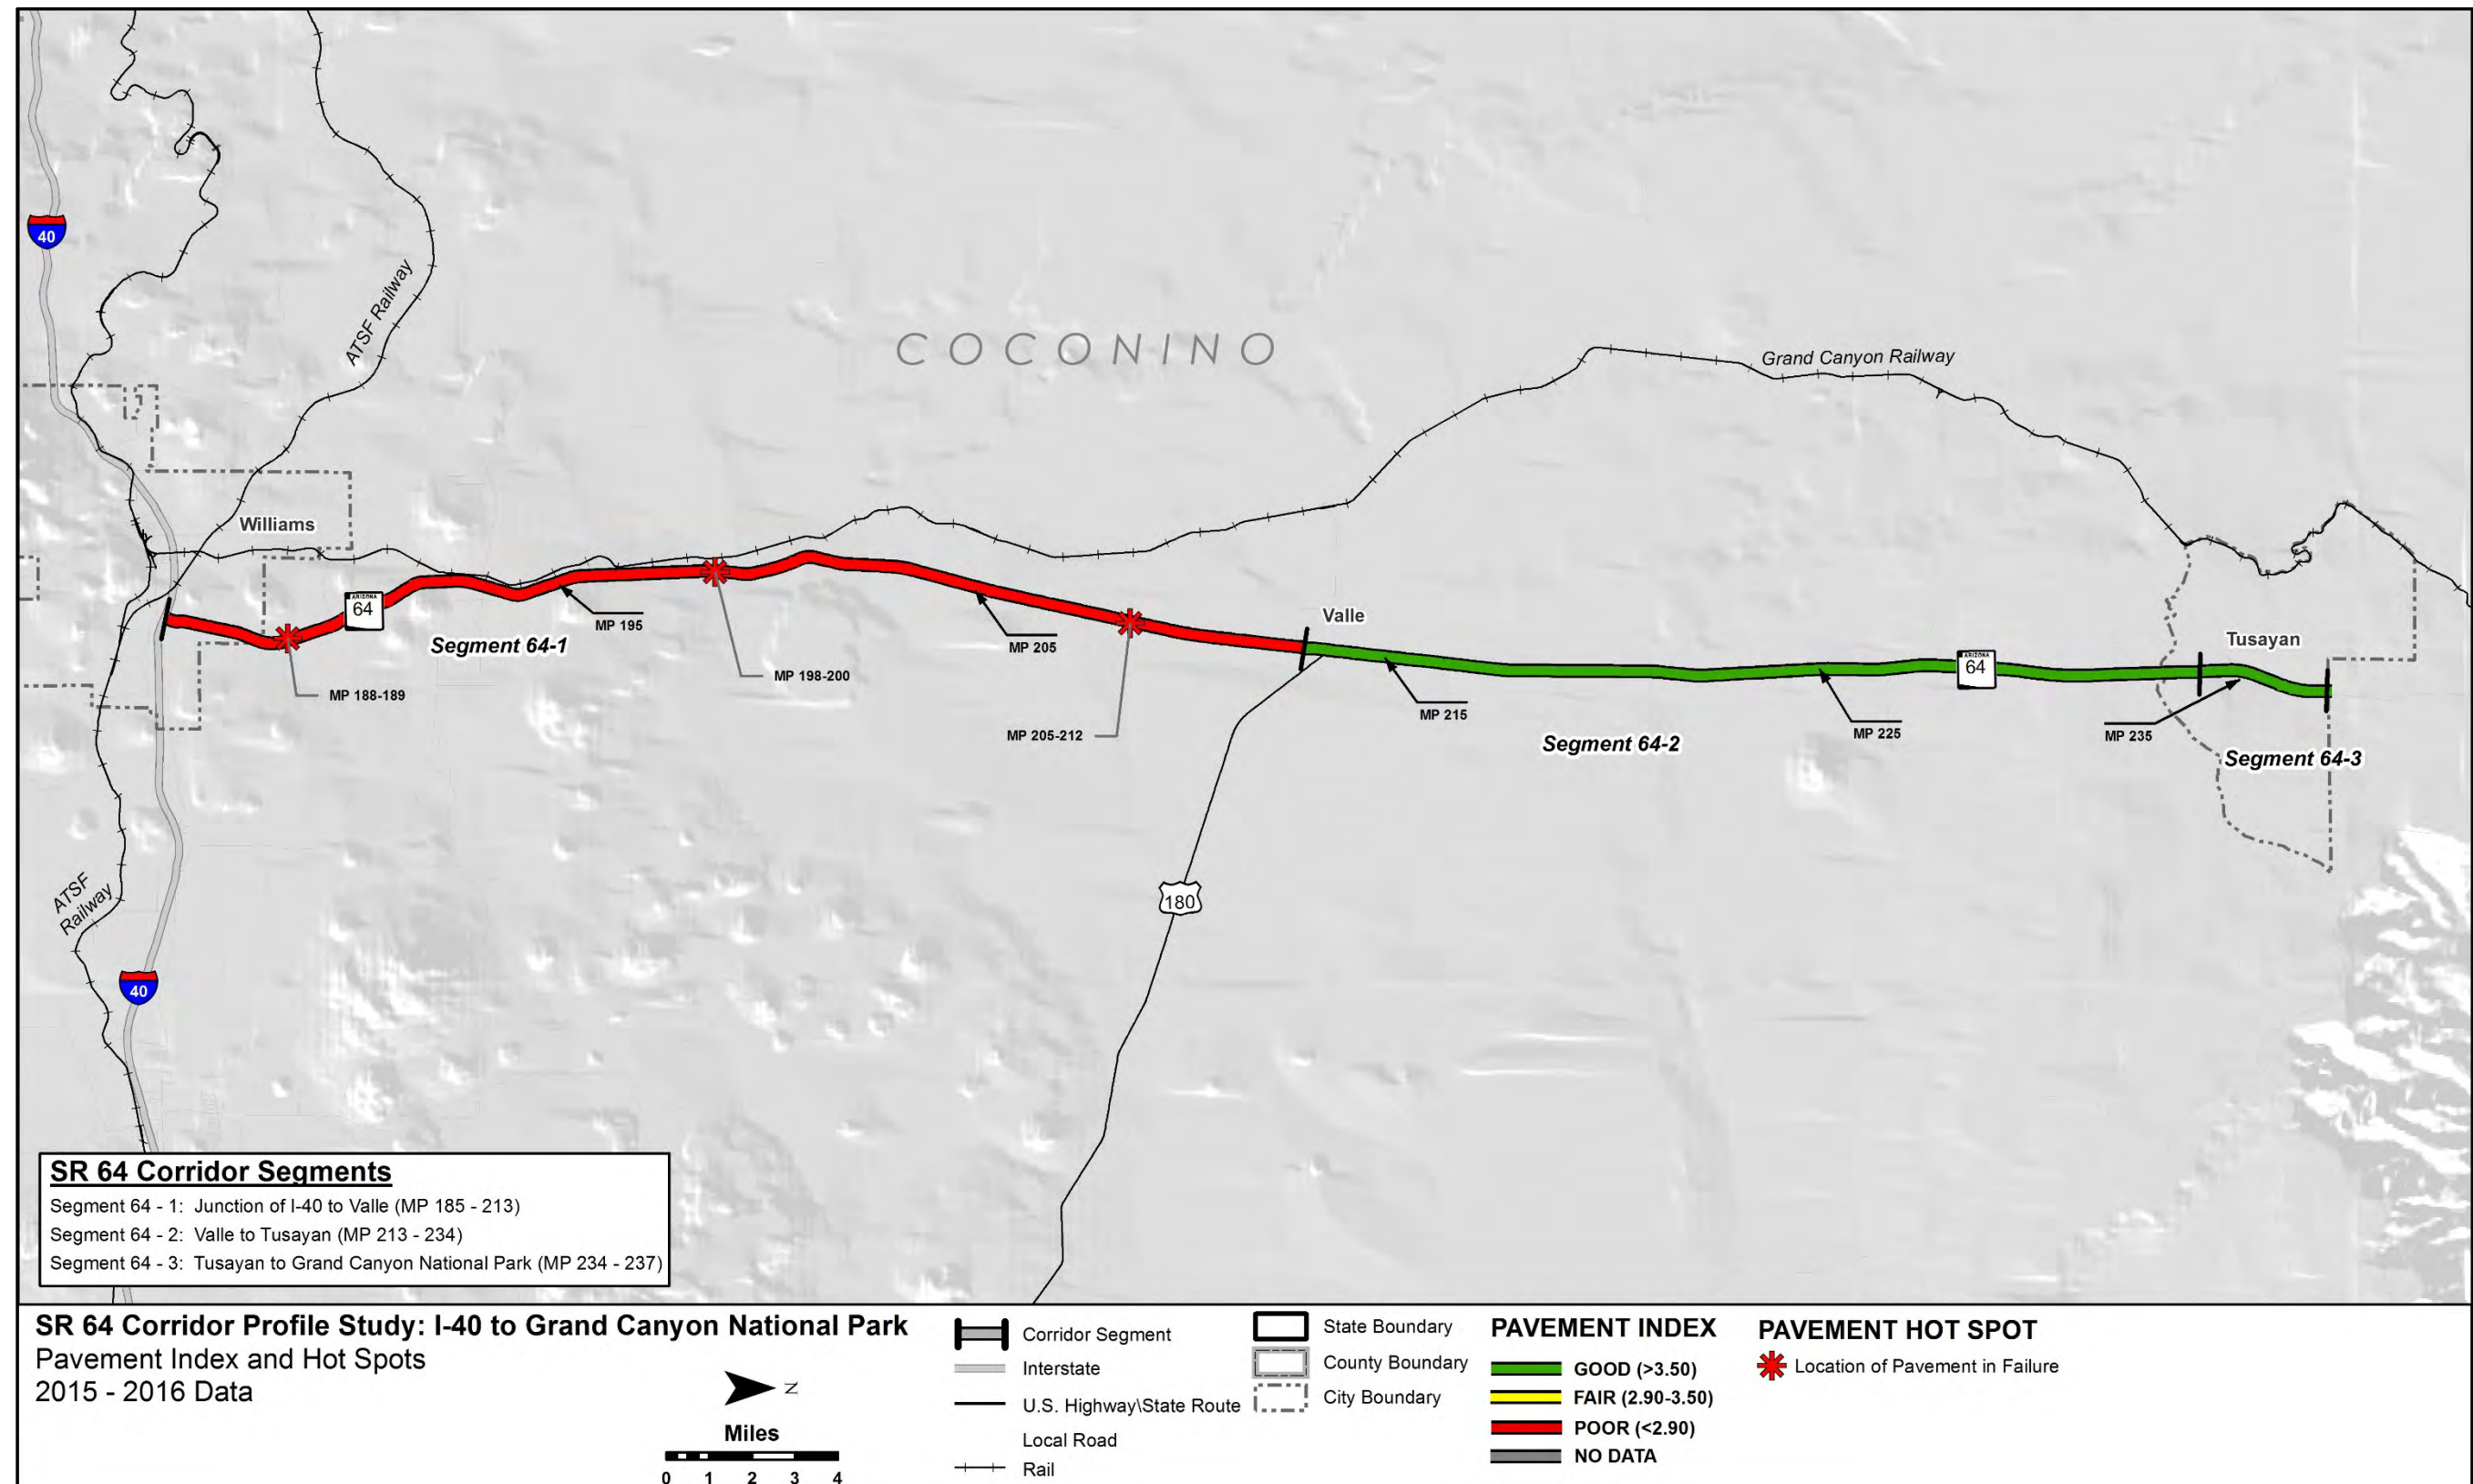 40
ATSF Railway
COCONINO
Grand Canyon Railway
Williams
ARIZONA
64
Segment 64-1
MP 188-189
MP 195
MP 198-200
MP 205
MP 205-212
Valle
MP 215
Segment 64-2
MP 225
ARIZONA
64
Tusayan
MP 235
Segment 64-3
180
ATSF
Railway
40
SR 64 Corridor Segments
Segment 64 - 1: Junction of I-40 to Valle (MP 185 - 213)
Segment 64 - 2: Valle to Tusayan (MP 213 - 234)
Segment 64 - 3: Tusayan to Grand Canyon National Park (MP 234 - 237)
SR 64 Corridor Profile Study: I-40 to Grand Canyon National Park
Pavement Index and Hot Spots
2015 - 2016 Data
N
Miles
0 1 2 3 4
Corridor Segment
Interstate
U.S. Highway\State Route
Local Road
Rail
State Boundary
County Boundary
City Boundary
PAVEMENT INDEX
GOOD (>3.50)
FAIR (2.90-3.50)
POOR (<2.90)
NO DATA
PAVEMENT HOT SPOT
Location of Pavement in Failure